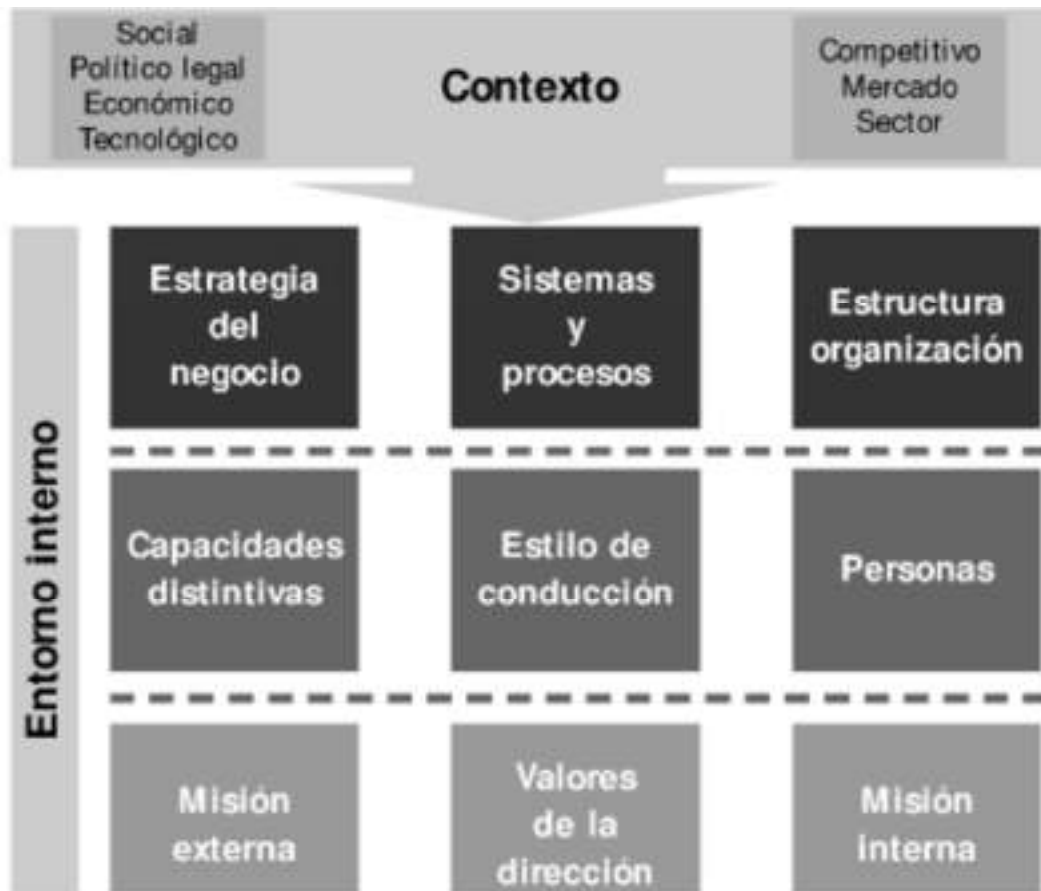 Social
Político legal
Económico
Tecnológico
Contexto
Competitivo
Mercado
Sector
Entorno interno
Estrategia
del
negocio
Sistemas
y
procesos
Estructura
organización
Capacidades
distintivas
Estilo de
conducción
Personas
Misión
externa
Valores
de la
dirección
Misión
interna